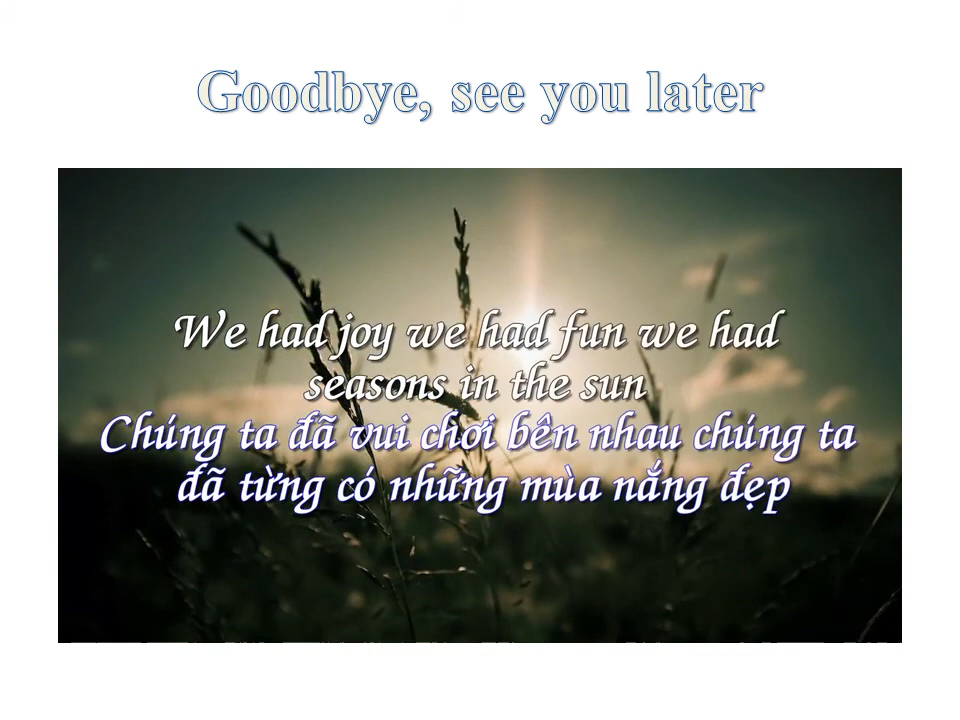 Goodbye, see you later
We had joy we had fun we had
seasons in the sun
Chúng ta đã vui chơi bên nhau chúng ta
đã từng có những mùa nắng đẹp